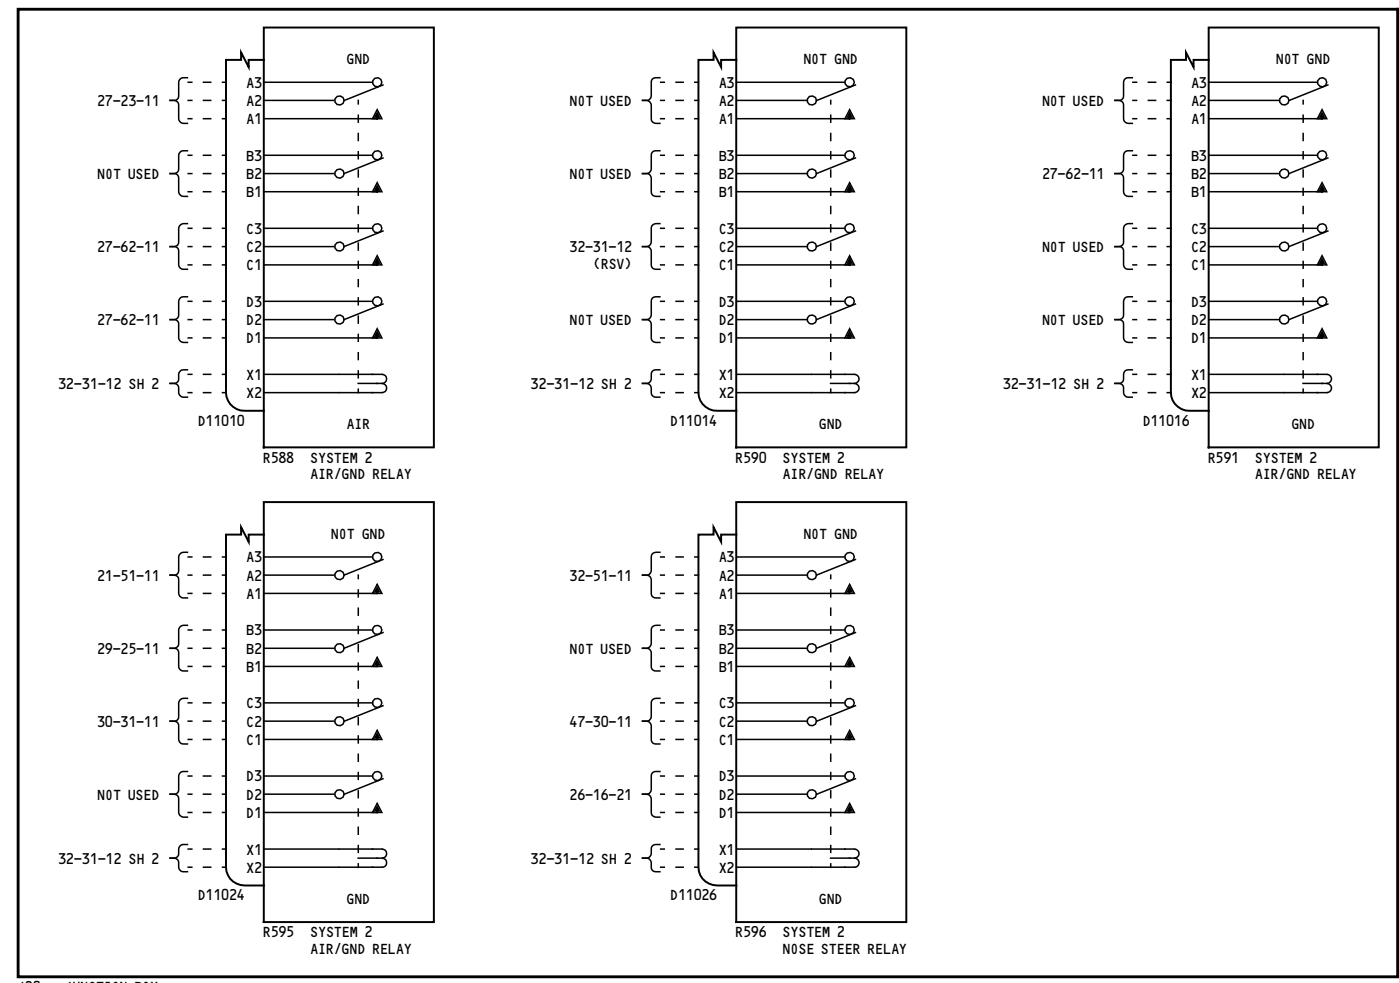 GND
A3
27-23-11
A2
A1
B3
NOT USED
B2
B1
C3
27-62-11
C2
C1
D3
27-62-11
D2
D1
X1
32-31-12 SH 2
X2
D11010
AIR
R588 SYSTEM 2
AIR/GND RELAY
NOT GND
A3
NOT USED
A2
A1
B3
NOT USED
B2
B1
C3
32-31-12
C2
(RSV)
C1
D3
NOT USED
D2
D1
X1
32-31-12 SH 2
X2
D11014
GND
R590 SYSTEM 2
AIR/GND RELAY
NOT GND
A3
NOT USED
A2
A1
B3
27-62-11
B2
B1
C3
NOT USED
C2
C1
D3
NOT USED
D2
D1
X1
32-31-12 SH 2
X2
D11016
GND
R591 SYSTEM 2
AIR/GND RELAY
NOT GND
A3
21-51-11
A2
A1
B3
29-25-11
B2
B1
C3
30-31-11
C2
C1
D3
NOT USED
D2
D1
X1
32-31-12 SH 2
X2
D11024
GND
R595 SYSTEM 2
AIR/GND RELAY
NOT GND
A3
32-51-11
A2
A1
B3
NOT USED
B2
B1
C3
47-30-11
C2
C1
D3
26-16-21
D2
D1
X1
32-31-12 SH 2
X2
D11026
GND
R596 SYSTEM 2
NOSE STEER RELAY